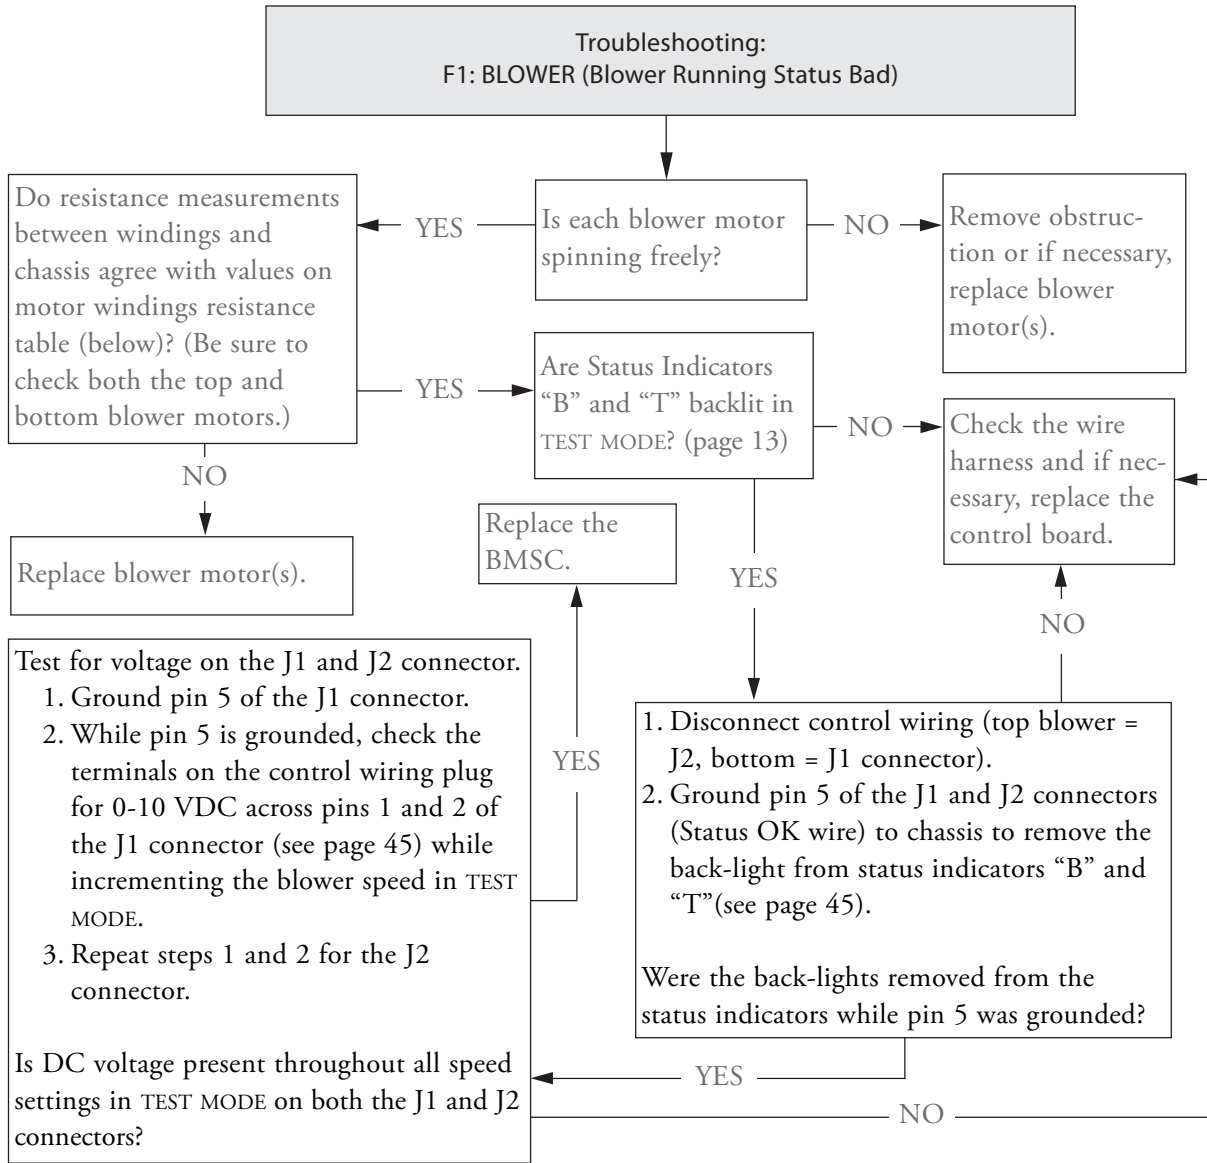 Troubleshooting:
F1: BLOWER (Blower Running Status Bad)
Is each blower motor
spinning freely?
YES
NO
Remove obstruc-
tion or if necessary,
replace blower
motor(s).
Do resistance measurements
between windings and
chassis agree with values on
motor windings resistance
table (below)? (Be sure to
check both the top and
bottom blower motors.)
YES
NO
Replace blower motor(s).
Are Status Indicators
“B” and “T” backlit in
TEST MODE? (page 13)
NO
YES
Check the wire
harness and if nec-
essary, replace the
control board.
NO
1. Disconnect control wiring (top blower =
J2, bottom = J1 connector).
2. Ground pin 5 of the J1 and J2 connectors
(Status OK wire) to chassis to remove the
back-light from status indicators “B” and
“T”(see page 45).
Were the back-lights removed from the
status indicators while pin 5 was grounded?
YES
Replace the
BMSC.
YES
Test for voltage on the J1 and J2 connector.
1. Ground pin 5 of the J1 connector.
2. While pin 5 is grounded, check the
terminals on the control wiring plug
for 0-10 VDC across pins 1 and 2 of
the J1 connector (see page 45) while
incrementing the blower speed in TEST
MODE.
3. Repeat steps 1 and 2 for the J2
connector.
Is DC voltage present throughout all speed
settings in TEST MODE on both the J1 and J2
connectors?
NO